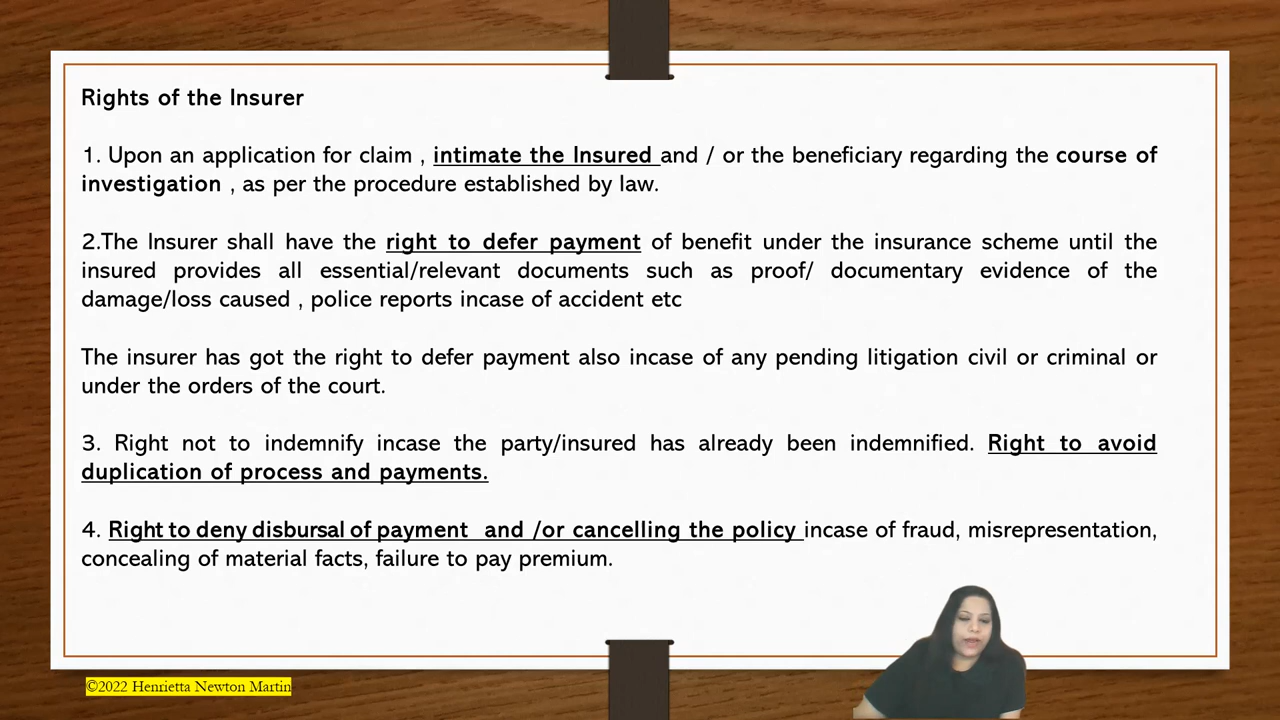 Rights of the Insurer
1. Upon an application for claim , intimate the Insured and / or the beneficiary regarding the course of
investigation , as per the procedure established by law.
2.The Insurer shall have the right to defer payment of benefit under the insurance scheme until the
insured provides all essential/relevant documents such as proof/ documentary evidence of the
damage/loss caused , police reports incase of accident etc
The insurer has got the right to defer payment also incase of any pending litigation civil or criminal or
under the orders of the court.
3. Right not to indemnify incase the party/insured has already been indemnified. Right to avoid
duplication of process and payments.
4. Right to deny disbursal of payment and /or cancelling the policy incase of fraud, misrepresentation,
concealing of material facts, failure to pay premium.
©2022 Henrietta Newton Martin